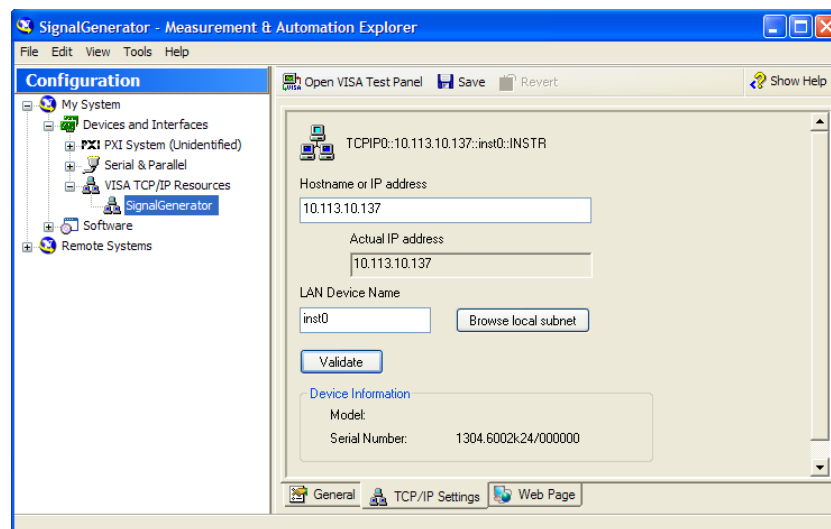 SignalGenerator - Measurement & Automation Explorer
File Edit View Tools Help
Configuration
My System
Devices and Interfaces
PXI PXI System (Unidentified)
Serial & Parallel
VISA TCP/IP Resources
SignalGenerator
Software
Remote Systems
VISA Open VISA Test Panel Save Revert Show Help
TCPIP0::10.113.10.137::inst0::INSTR
Hostname or IP address
10.113.10.137
Actual IP address
10.113.10.137
LAN Device Name
inst0 Browse local subnet
Validate
Device Information
Model:
Serial Number: 1304.6002k24/000000
General TCP/IP Settings Web Page